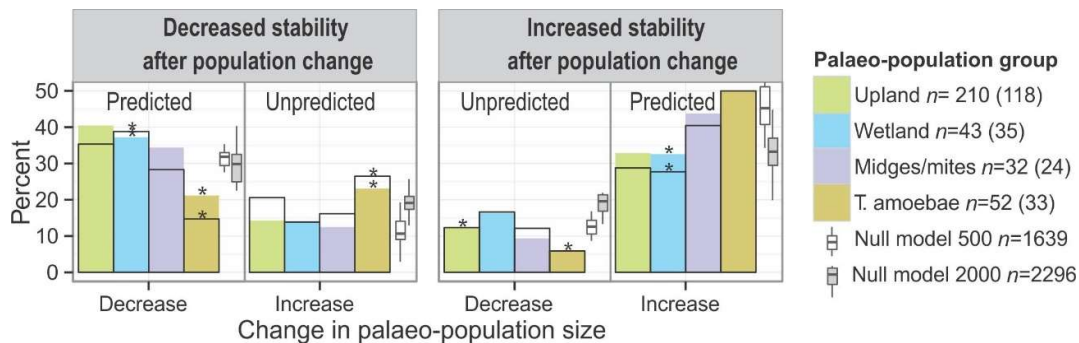 Decreased stability
after population change
Increased stability
after population change
Predicted
Unpredicted
Unpredicted
Predicted
Percent
50
40
30
20
10
0
*
*
*
*
*
*
*
*
*
*
Decrease
Increase
Decrease
Increase
Change in palaeo-population size
Palaeo-population group
Upland n= 210 (118)
Wetland n=43 (35)
Midges/mites n=32 (24)
T. amoebae n=52 (33)
Null model 500 n=1639
Null model 2000 n=2296